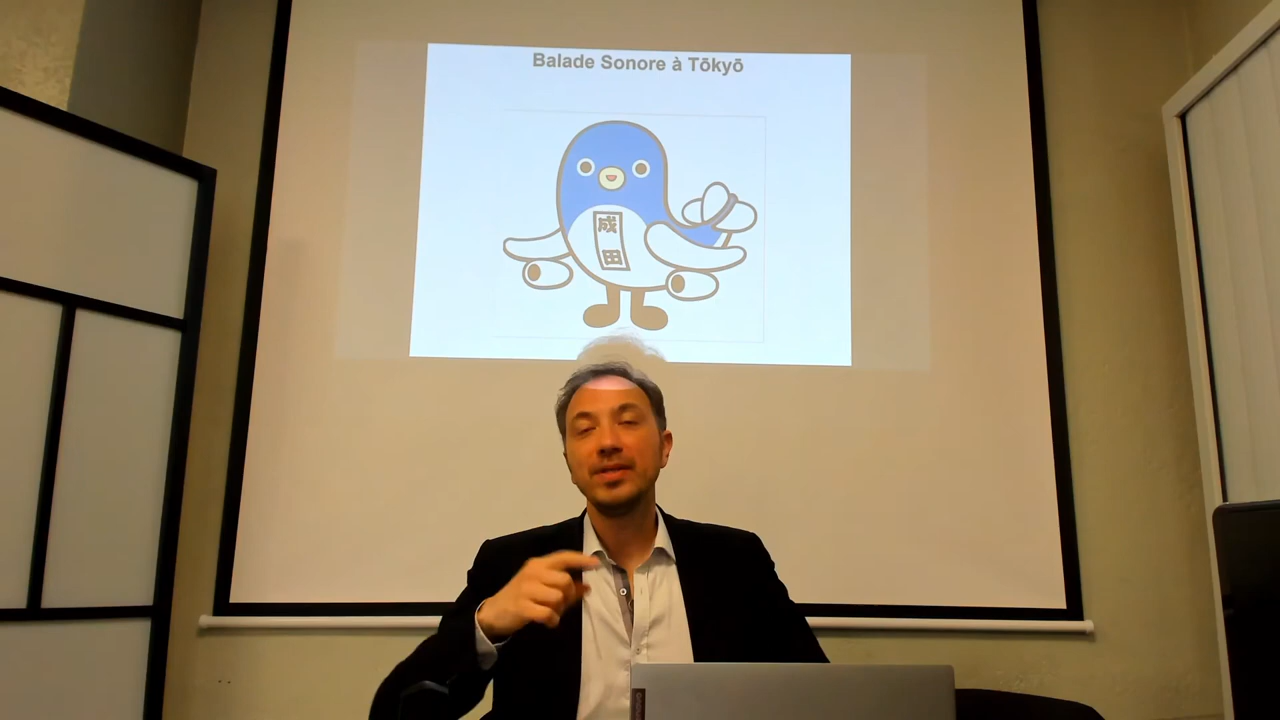 Balade Sonore à Tōkyō
成
田